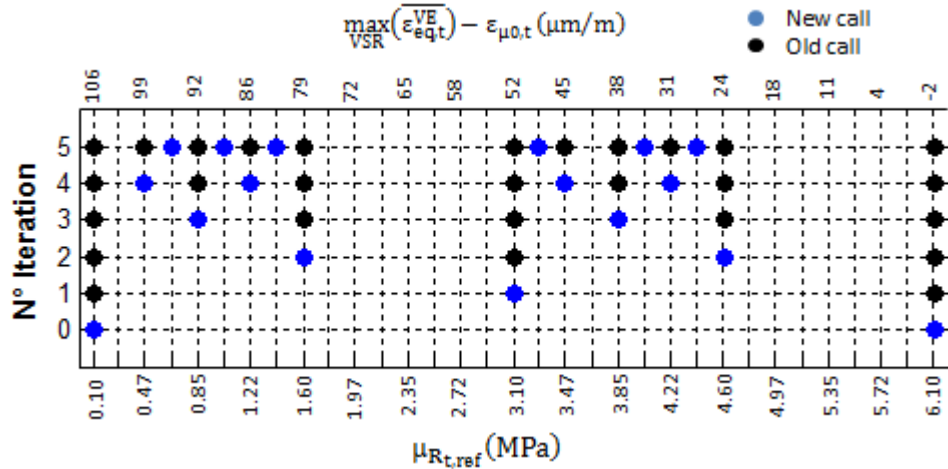 max(ε̅_eq,t^VE) − ε_μ0,t (μm/m)
VSR
New call
Old call
106 99 92 86 79 72 65 58 52 45 38 31 24 18 11 4 -2
N° Iteration
5
4
3
2
1
0
0.10 0.47 0.85 1.22 1.60 1.97 2.35 2.72 3.10 3.47 3.85 4.22 4.60 4.97 5.35 5.72 6.10
μ_R_t,ref (MPa)